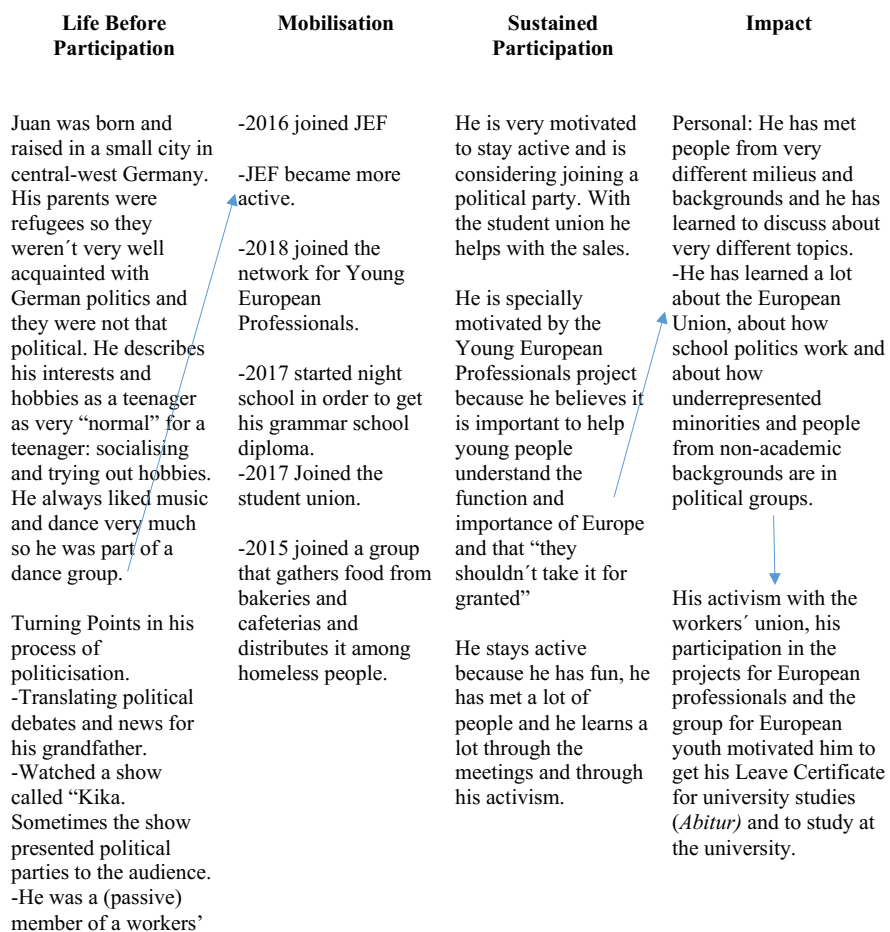 Life Before
Participation
Mobilisation
Sustained
Participation
Impact
Juan was born and
raised in a small city in
central-west Germany.
His parents were
refugees so they
weren´t very well
acquainted with
German politics and
they were not that
political. He describes
his interests and
hobbies as a teenager
as very “normal” for a
teenager: socialising
and trying out hobbies.
He always liked music
and dance very much
so he was part of a
dance group.
Turning Points in his
process of
politicisation.
-Translating political
debates and news for
his grandfather.
-Watched a show
called “Kika.
Sometimes the show
presented political
parties to the audience.
-He was a (passive)
member of a workers’
-2016 joined JEF
-JEF became more
active.
-2018 joined the
network for Young
European
Professionals.
-2017 started night
school in order to get
his grammar school
diploma.
-2017 Joined the
student union.
-2015 joined a group
that gathers food from
bakeries and
cafeterias and
distributes it among
homeless people.
He is very motivated
to stay active and is
considering joining a
political party. With
the student union he
helps with the sales.
He is specially
motivated by the
Young European
Professionals project
because he believes it
is important to help
young people
understand the
function and
importance of Europe
and that “they
shouldn´t take it for
granted”
He stays active
because he has fun, he
has met a lot of
people and he learns a
lot through the
meetings and through
his activism.
Personal: He has met
people from very
different milieus and
backgrounds and he has
learned to discuss about
very different topics.
-He has learned a lot
about the European
Union, about how
school politics work and
about how
underrepresented
minorities and people
from non-academic
backgrounds are in
political groups.
His activism with the
workers´ union, his
participation in the
projects for European
professionals and the
group for European
youth motivated him to
get his Leave Certificate
for university studies
(Abitur) and to study at
the university.